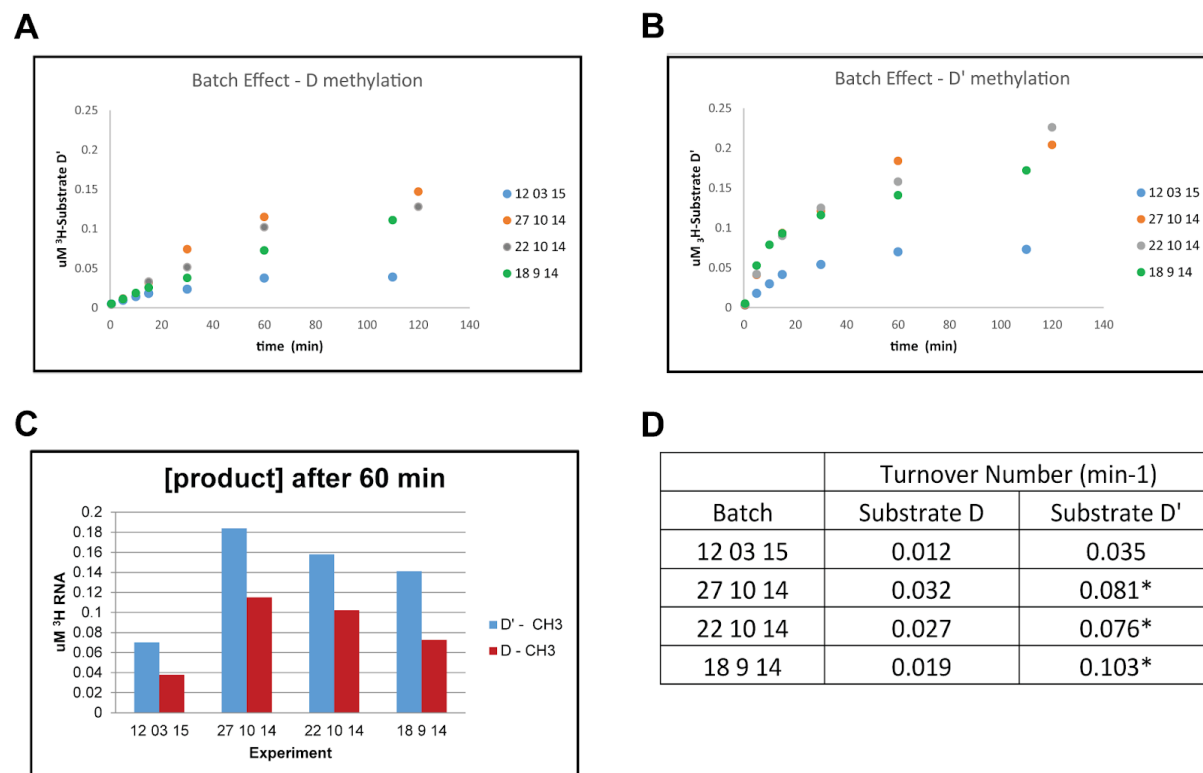 A
Batch Effect - D methylation
uM ³H-Substrate D'
0.25
0.2
0.15
0.1
0.05
0
0 20 40 60 80 100 120 140
time (min)
12 03 15
27 10 14
22 10 14
18 9 14
B
Batch Effect - D' methylation
uM ₃H-Substrate D'
0.25
0.2
0.15
0.1
0.05
0
0 20 40 60 80 100 120 140
time (min)
12 03 15
27 10 14
22 10 14
18 9 14
C
[product] after 60 min
uM ³H RNA
0.2
0.18
0.16
0.14
0.12
0.1
0.08
0.06
0.04
0.02
0
12 03 15 27 10 14 22 10 14 18 9 14
Experiment
D' - CH3
D - CH3
D
Turnover Number (min-1)
Batch Substrate D Substrate D'
12 03 15 0.012 0.035
27 10 14 0.032 0.081*
22 10 14 0.027 0.076*
18 9 14 0.019 0.103*